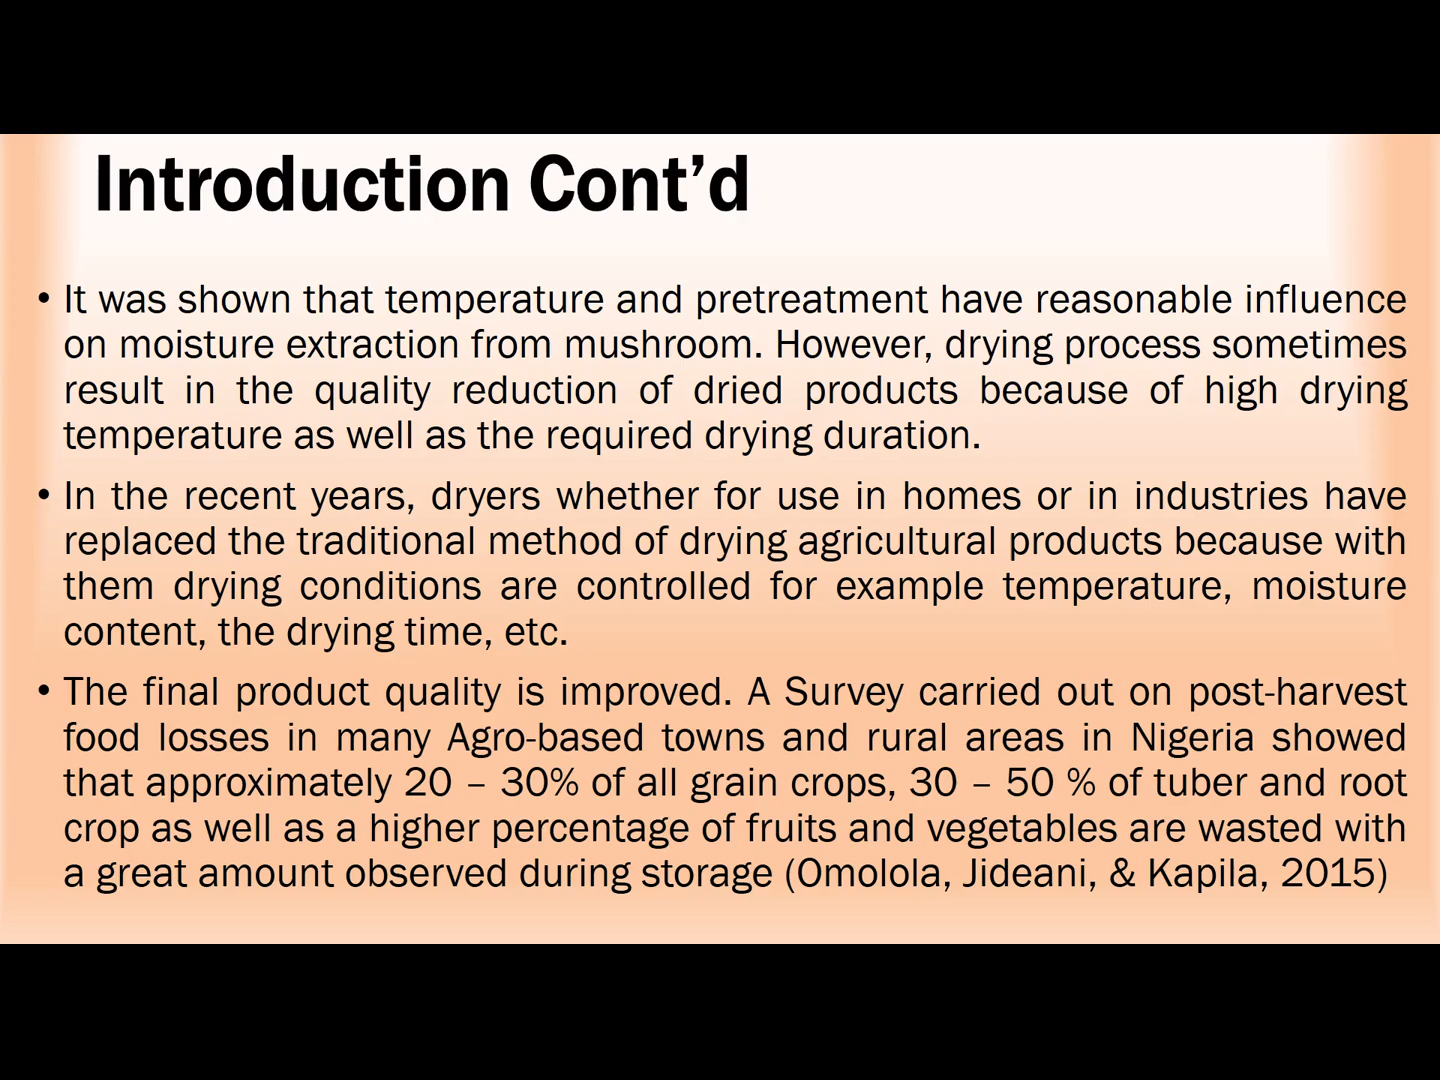 Introduction Cont’d
• It was shown that temperature and pretreatment have reasonable influence
on moisture extraction from mushroom. However, drying process sometimes
result in the quality reduction of dried products because of high drying
temperature as well as the required drying duration.
• In the recent years, dryers whether for use in homes or in industries have
replaced the traditional method of drying agricultural products because with
them drying conditions are controlled for example temperature, moisture
content, the drying time, etc.
• The final product quality is improved. A Survey carried out on post-harvest
food losses in many Agro-based towns and rural areas in Nigeria showed
that approximately 20 – 30% of all grain crops, 30 – 50 % of tuber and root
crop as well as a higher percentage of fruits and vegetables are wasted with
a great amount observed during storage (Omolola, Jideani, & Kapila, 2015)